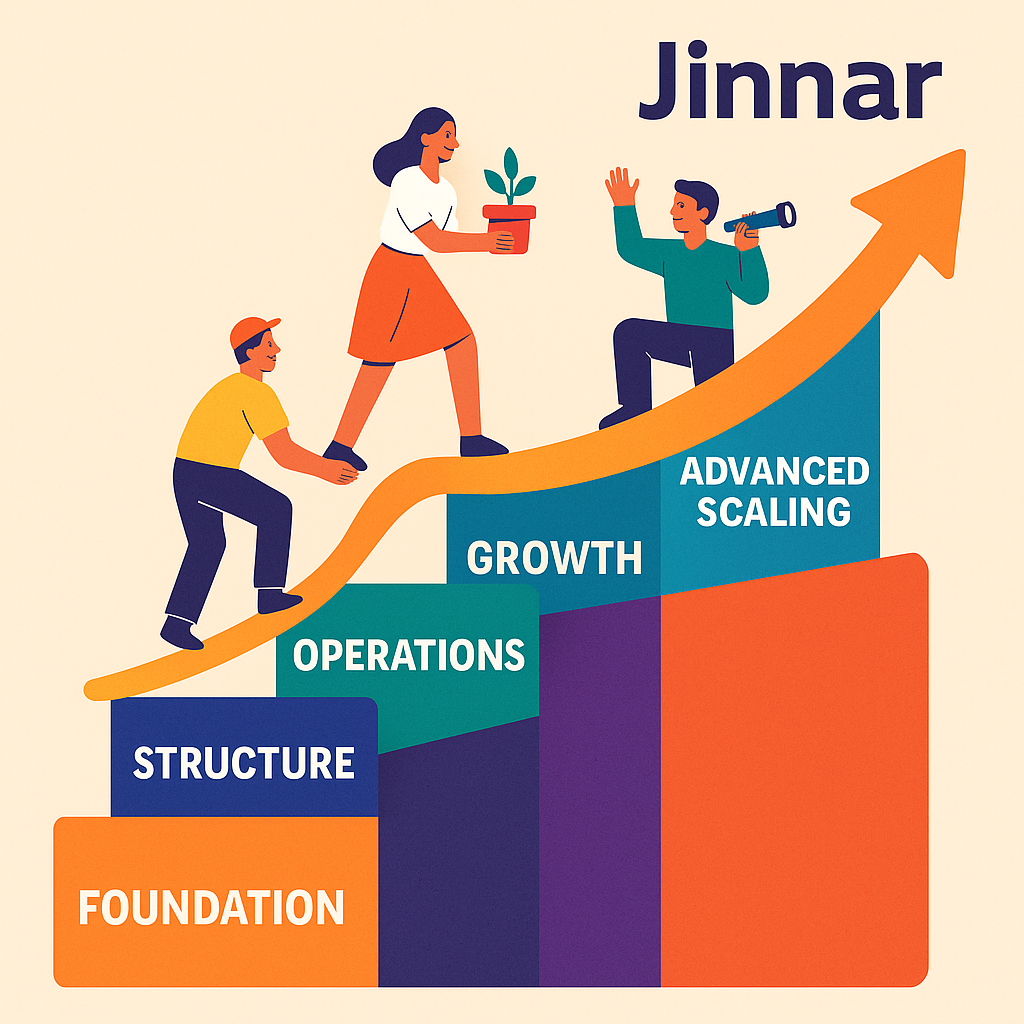 Jinnar
ADVANCED
SCALING
GROWTH
OPERATIONS
STRUCTURE
FOUNDATION